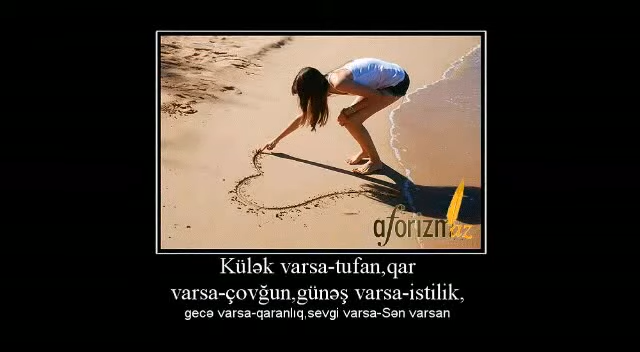 aforizm.az
Külək varsa-tufan,qar
varsa-çovğun,günəş varsa-istilik,
gecə varsa-qaranlıq,sevgi varsa-Sən varsan